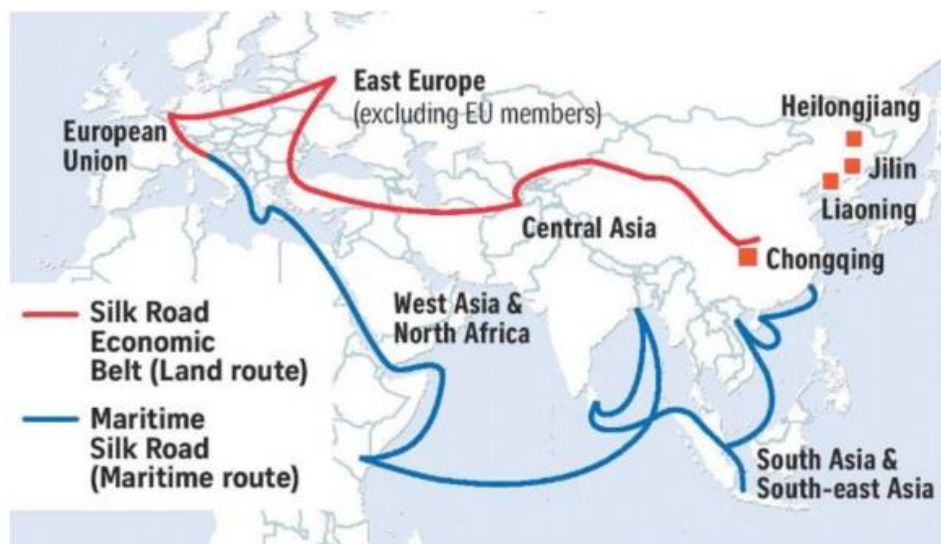 East Europe
(excluding EU members)
European
Union
Heilongjiang
Jilin
Liaoning
Central Asia
Chongqing
West Asia &
North Africa
Silk Road
Economic
Belt (Land route)
Maritime
Silk Road
(Maritime route)
South Asia &
South-east Asia